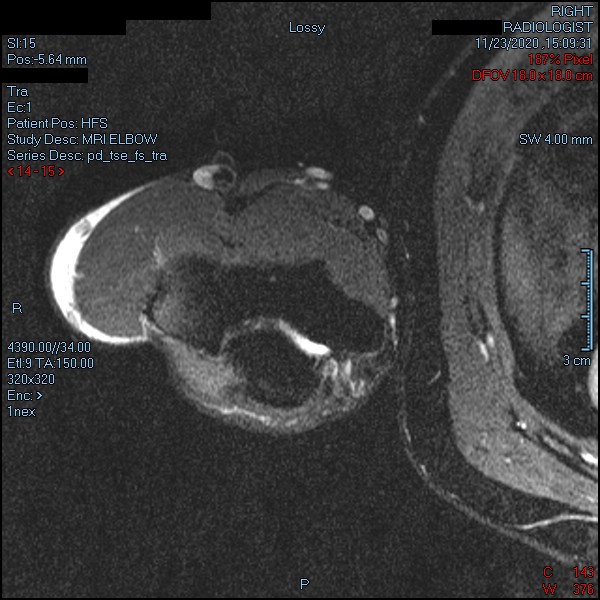 RIGHT
Lossy
RADIOLOGIST
SI:15
11/23/2020 ,15:09:31
Pos:-5.64 mm
187% Pixel
DFOV 18.0 x 18.0 cm
Tra
Ec:1
Patient Pos: HFS
Study Desc: MRI ELBOW
SW 4.00 mm
Series Desc: pd_tse_fs_tra
< 14 - 15 >
R
4390.00//34.00
Etl:9 TA:150.00
3 cm
320x320
Enc: >
1nex
C 143
P
W 376